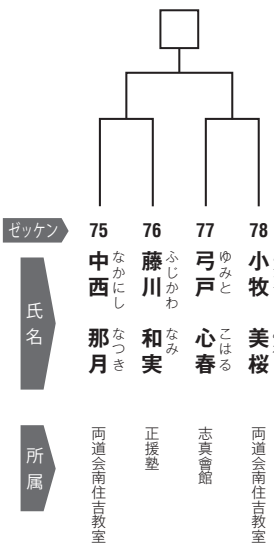 ゼッケン
75
76
77
78
氏名
中西 那月
なかにし なつき
藤川 和実
ふじかわ なみ
弓戸 心春
ゆみと こはる
小牧 美桜
所属
両道会南住吉教室
正援塾
志真會館
両道会南住吉教室